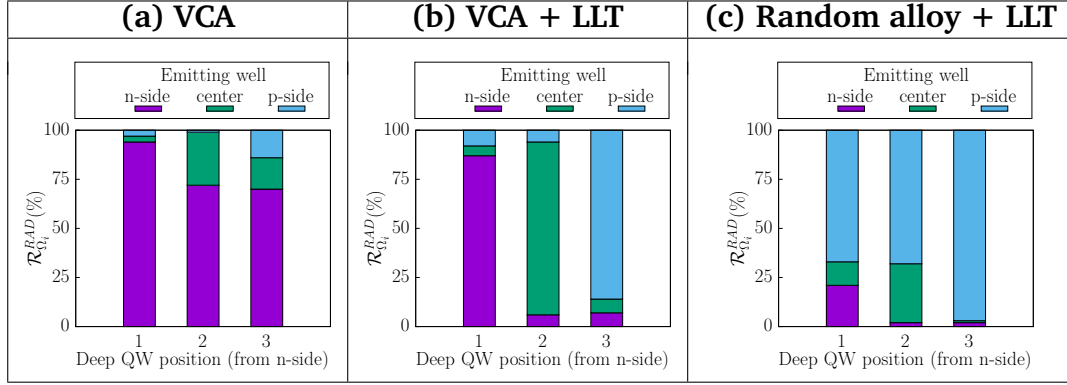 (a) VCA
(b) VCA + LLT
(c) Random alloy + LLT
Emitting well
n-side center p-side
100
75
50
25
0
R_{Ω_i}^{RAD}(%)
1 2 3
Deep QW position (from n-side)
Emitting well
n-side center p-side
100
75
50
25
0
R_{Ω_i}^{RAD}(%)
1 2 3
Deep QW position (from n-side)
Emitting well
n-side center p-side
100
75
50
25
0
R_{Ω_i}^{RAD}(%)
1 2 3
Deep QW position (from n-side)